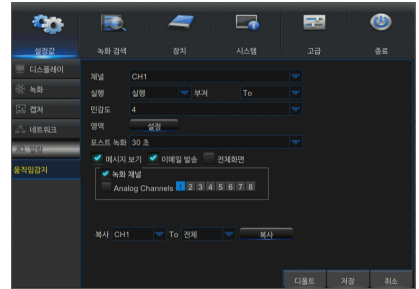 설정값 녹화 검색 장치 시스템 고급 종료
디스플레이
녹화
캡쳐
네트워크
알람
움직임감지
채널 CH1
실행 실행 부저 To
민감도 4
영역 설정
포스트 녹화 30 초
메시지 보기 이메일 발송 전체화면
녹화 채널
Analog Channels 1 2 3 4 5 6 7 8
복사 CH1 To 전체 복사
디폴트 저장 취소